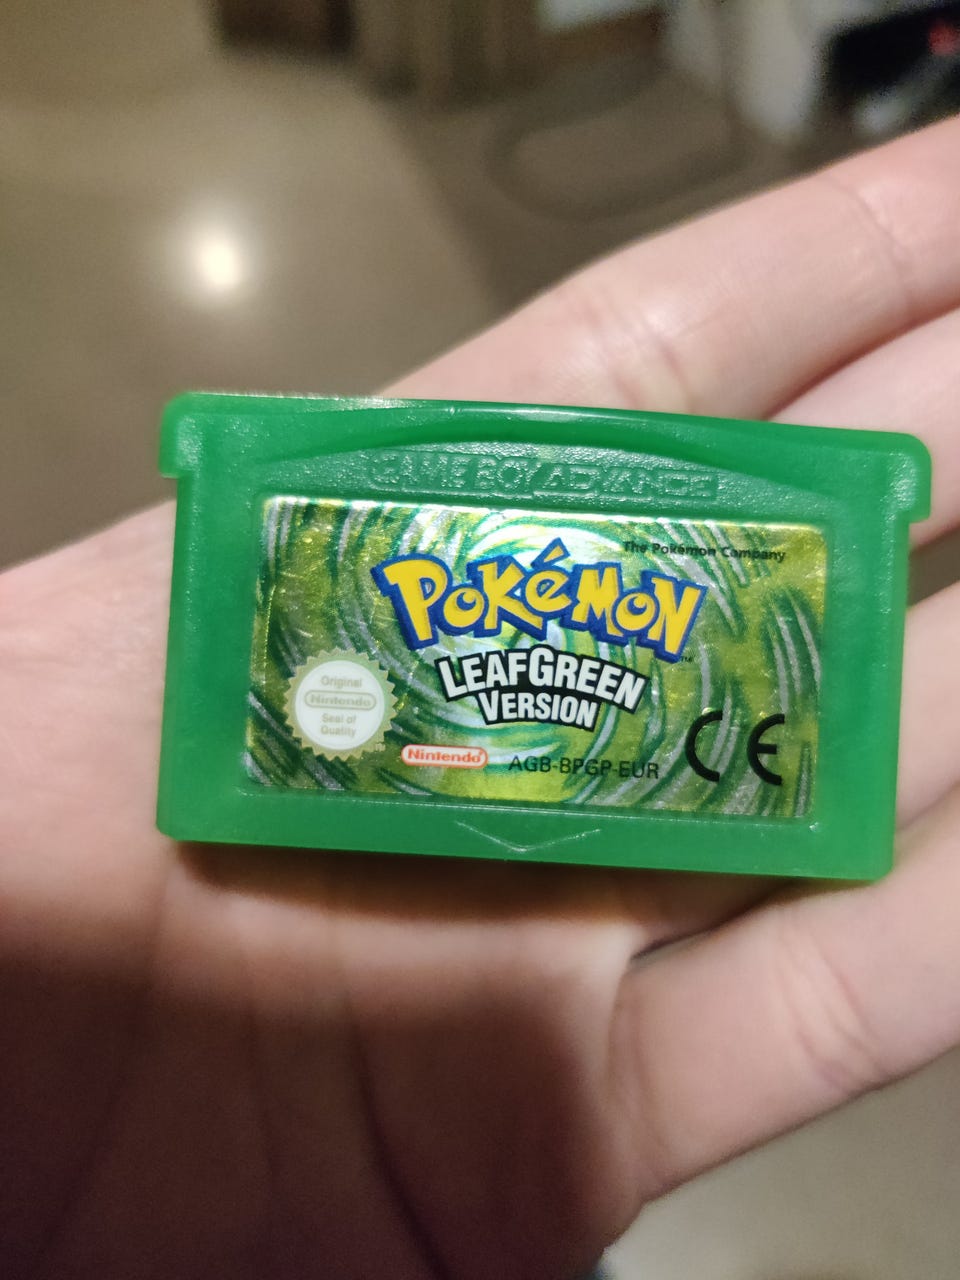 GAME BOY ADVANCE
The Pokémon Company
POKéMON
™
LEAFGREEN
VERSION
Original
Nintendo
Seal of
Quality
Nintendo
AGB-BPGP-EUR
CE